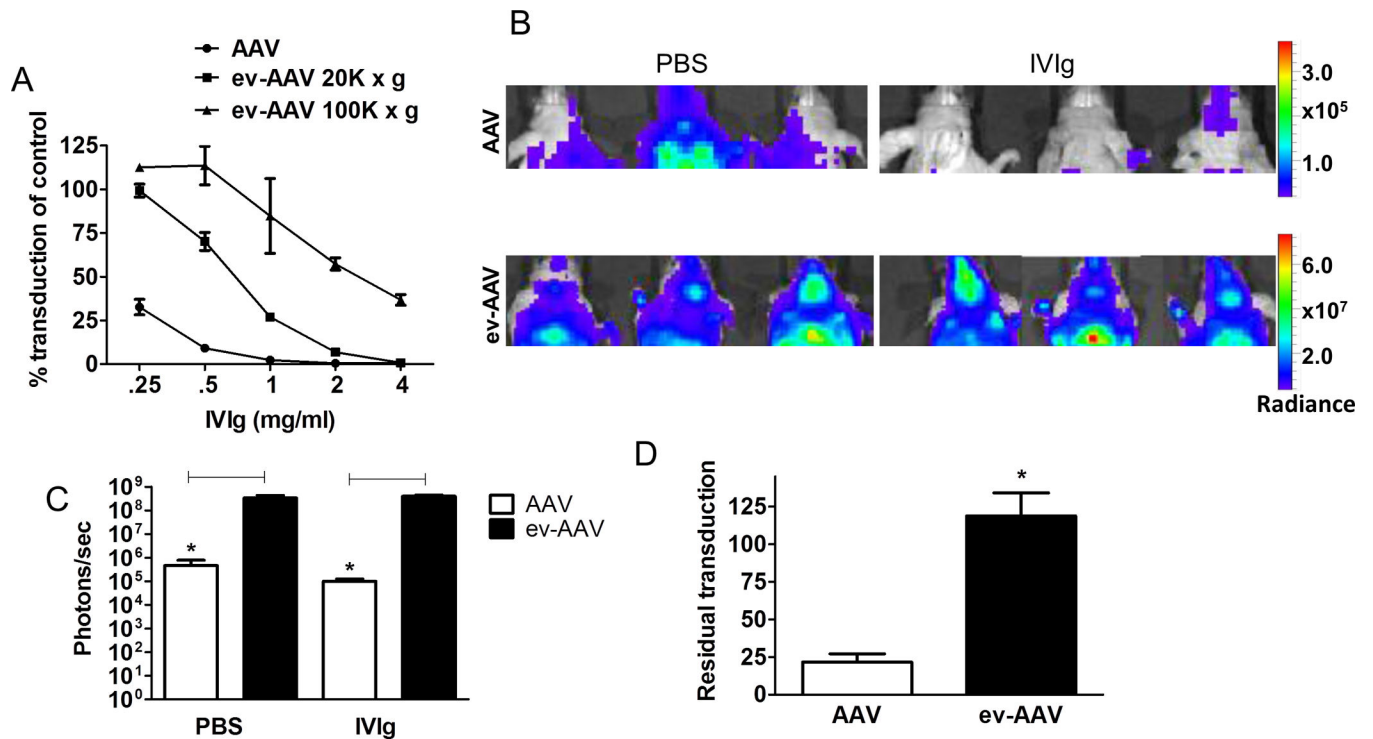 A
AAV
ev-AAV 20K x g
ev-AAV 100K x g
% transduction of control
125
100
75
50
25
0
.25 .5 1 2 4
IVIg (mg/ml)
B
PBS IVIg
AAV
3.0
x10⁵
1.0
ev-AAV
6.0
x10⁷
2.0
Radiance
C
Photons/sec
10⁹
10⁸
10⁷
10⁶
10⁵
10⁴
10³
10²
10¹
10⁰
* *
PBS IVIg
AAV
ev-AAV
D
Residual transduction
125
100
75
50
25
0
*
AAV ev-AAV